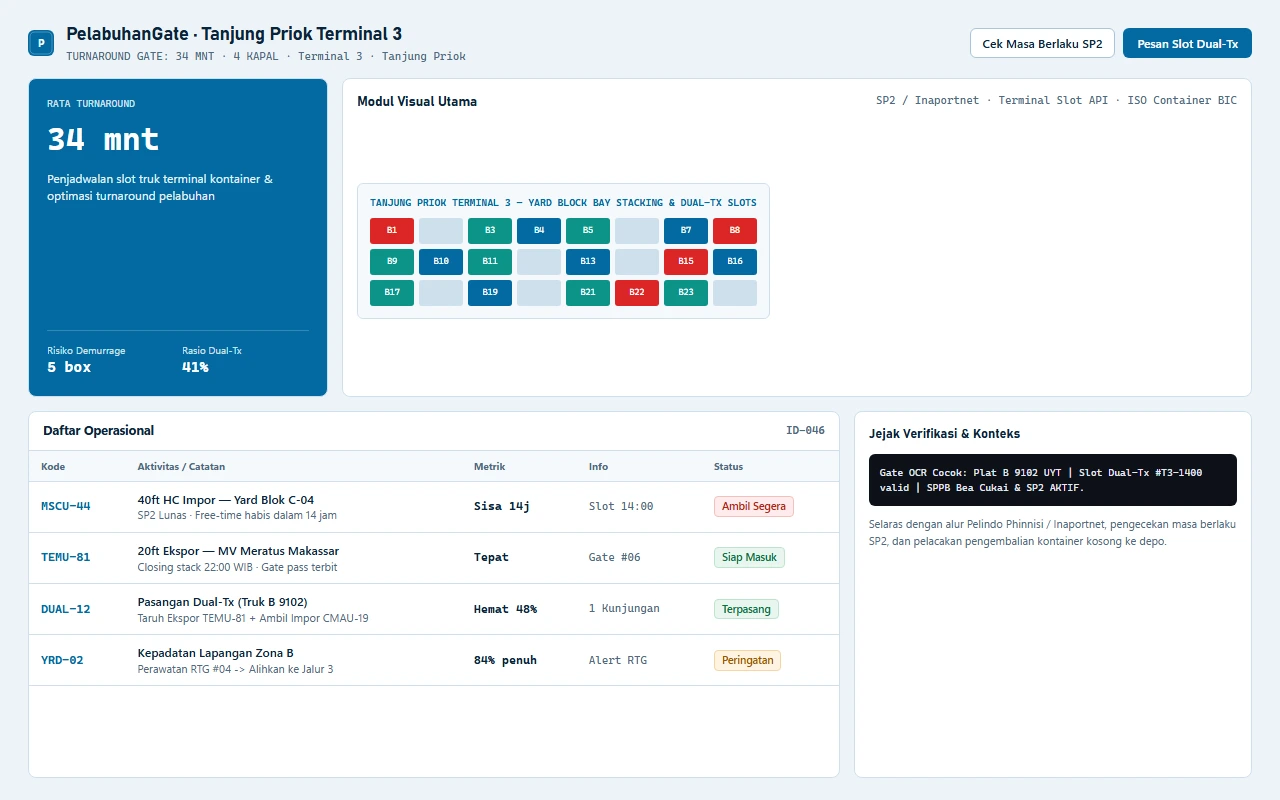 P
PelabuhanGate · Tanjung Priok Terminal 3
TURNAROUND GATE: 34 MNT · 4 KAPAL · Terminal 3 · Tanjung Priok
Cek Masa Berlaku SP2
Pesan Slot Dual-Tx
RATA TURNAROUND
34 mnt
Penjadwalan slot truk terminal kontainer &
optimasi turnaround pelabuhan
Risiko Demurrage
5 box
Rasio Dual-Tx
41%
Modul Visual Utama
SP2 / Inaportnet · Terminal Slot API · ISO Container BIC
TANJUNG PRIOK TERMINAL 3 — YARD BLOCK BAY STACKING & DUAL-TX SLOTS
B1 B3 B4 B5 B7 B8
B9 B10 B11 B13 B15 B16
B17 B19 B21 B22 B23
Daftar Operasional
ID-046
Kode Aktivitas / Catatan Metrik Info Status
MSCU-44 40ft HC Impor — Yard Blok C-04 Sisa 14j Slot 14:00 Ambil Segera
SP2 Lunas · Free-time habis dalam 14 jam
TEMU-81 20ft Ekspor — MV Meratus Makassar Tepat Gate #06 Siap Masuk
Closing stack 22:00 WIB · Gate pass terbit
DUAL-12 Pasangan Dual-Tx (Truk B 9102) Hemat 48% 1 Kunjungan Terpasang
Taruh Ekspor TEMU-81 + Ambil Impor CMAU-19
YRD-02 Kepadatan Lapangan Zona B 84% penuh Alert RTG Peringatan
Perawatan RTG #04 -> Alihkan ke Jalur 3
Jejak Verifikasi & Konteks
Gate OCR Cocok: Plat B 9102 UYT | Slot Dual-Tx #T3-1400
valid | SPPB Bea Cukai & SP2 AKTIF.
Selaras dengan alur Pelindo Phinnisi / Inaportnet, pengecekan masa berlaku
SP2, dan pelacakan pengembalian kontainer kosong ke depo.